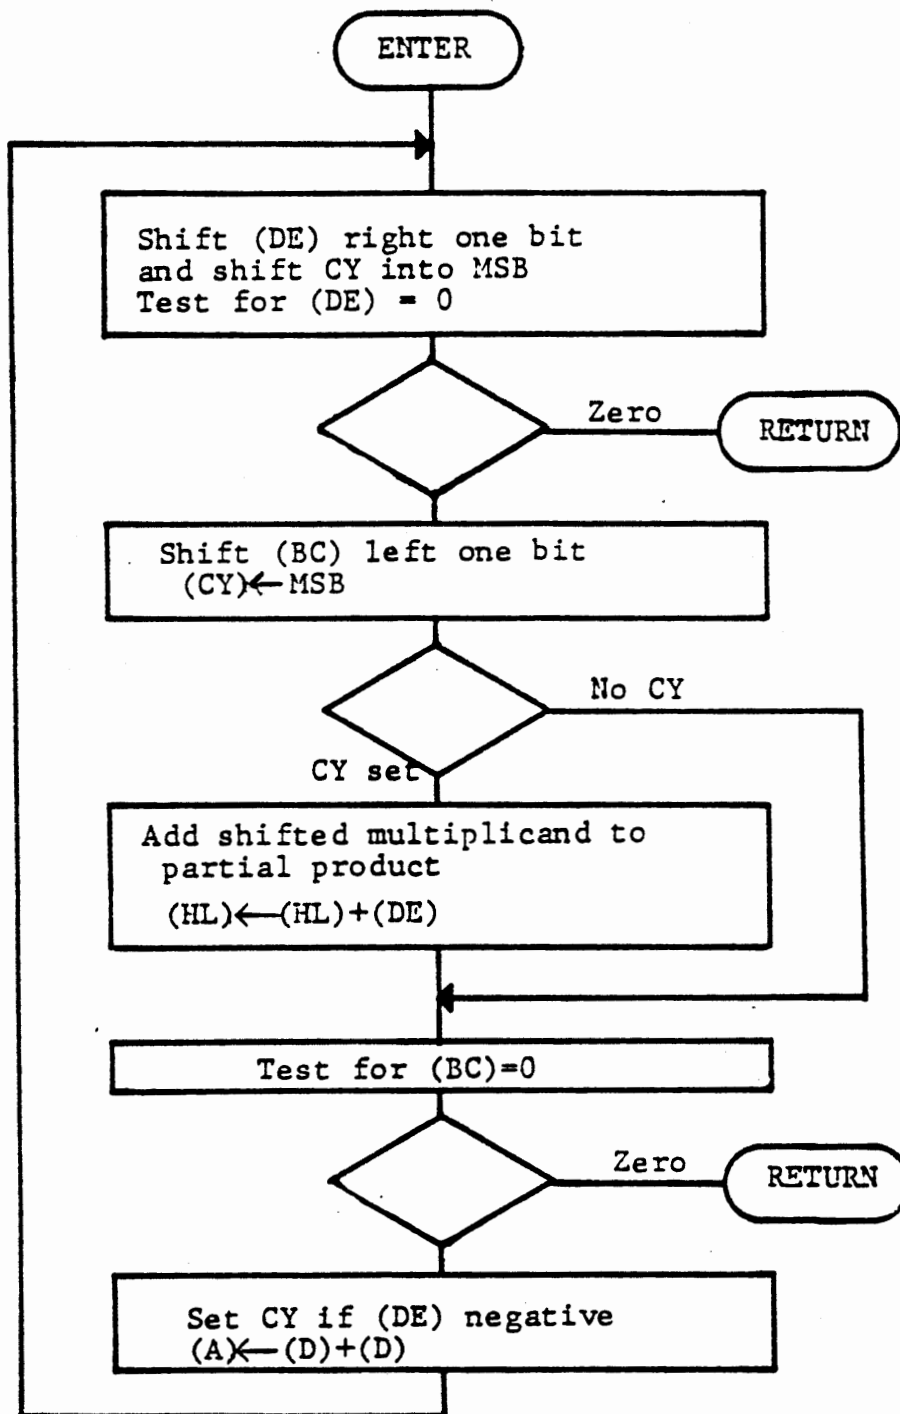 ENTER
Shift (DE) right one bit
and shift CY into MSB
Test for (DE) = 0
Zero
RETURN
Shift (BC) left one bit
(CY)←MSB
No CY
CY set
Add shifted multiplicand to
partial product
(HL)←(HL)+(DE)
Test for (BC)=0
Zero
RETURN
Set CY if (DE) negative
(A)←(D)+(D)